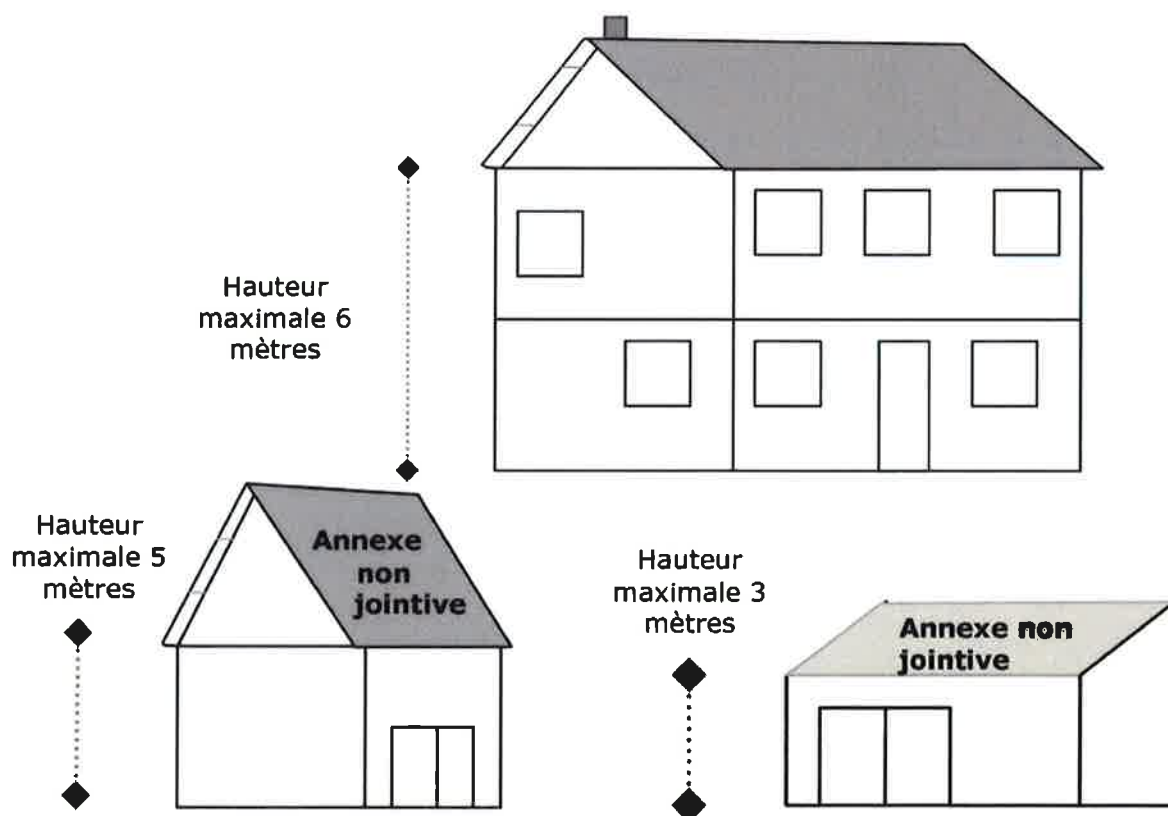 Hauteur
maximale 6
mètres
Hauteur
maximale 5
mètres
Annexe
non
jointive
Hauteur
maximale 3
mètres
Annexe non
jointive